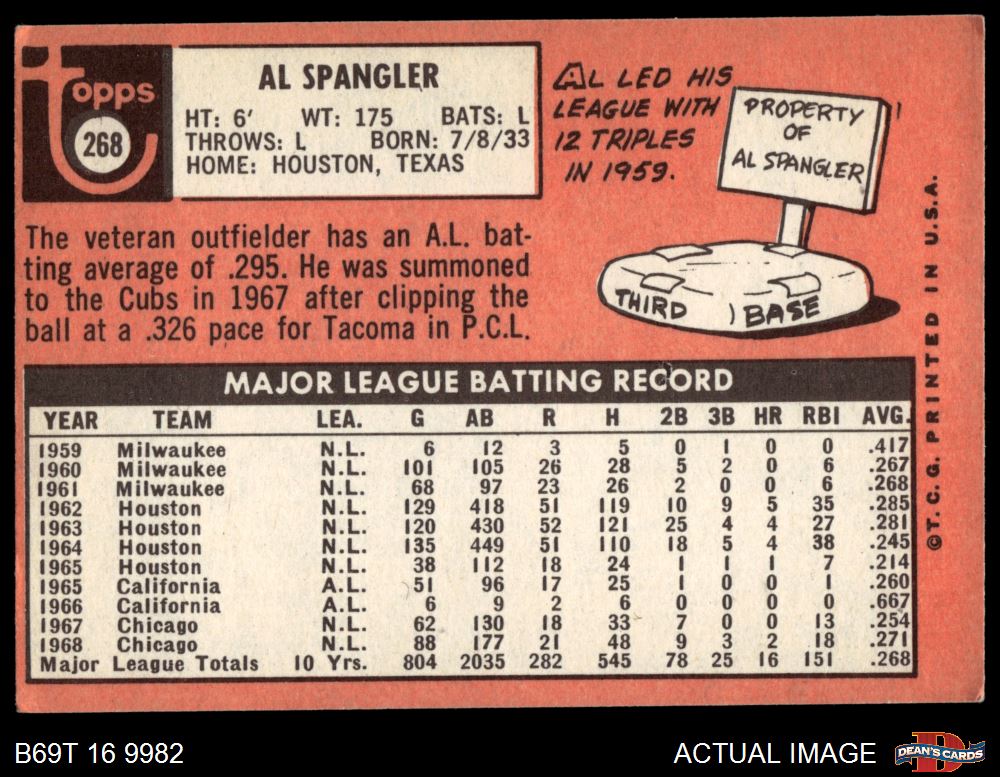 topps
268
AL SPANGLER
HT: 6' WT: 175 BATS: L
THROWS: L BORN: 7/8/33
HOME: HOUSTON, TEXAS
AL LED HIS
LEAGUE WITH
12 TRIPLES
IN 1959.
PROPERTY
OF
AL SPANGLER
THIRD BASE
The veteran outfielder has an A.L. bat-
ting average of .295. He was summoned
to the Cubs in 1967 after clipping the
ball at a .326 pace for Tacoma in P.C.L.
MAJOR LEAGUE BATTING RECORD
YEAR TEAM LEA. G AB R H 2B 3B HR RBI AVG.
1959 Milwaukee N.L. 6 12 3 5 0 1 0 0 .417
1960 Milwaukee N.L. 101 105 26 28 5 2 0 6 .267
1961 Milwaukee N.L. 68 97 23 26 2 0 0 6 .268
1962 Houston N.L. 129 418 51 119 10 9 5 35 .285
1963 Houston N.L. 120 430 52 121 25 4 4 27 .281
1964 Houston N.L. 135 449 51 110 18 5 4 38 .245
1965 Houston N.L. 38 112 18 24 1 1 1 7 .214
1965 California A.L. 51 96 17 25 1 0 0 1 .260
1966 California A.L. 6 9 2 6 0 0 0 0 .667
1967 Chicago N.L. 62 130 18 33 7 0 0 13 .254
1968 Chicago N.L. 88 177 21 48 9 3 2 18 .271
Major League Totals 10 Yrs. 804 2035 282 545 78 25 16 151 .268
©T.C.G. PRINTED IN U.S.A.
B69T 16 9982
ACTUAL IMAGE
D
DEAN'S CARDS